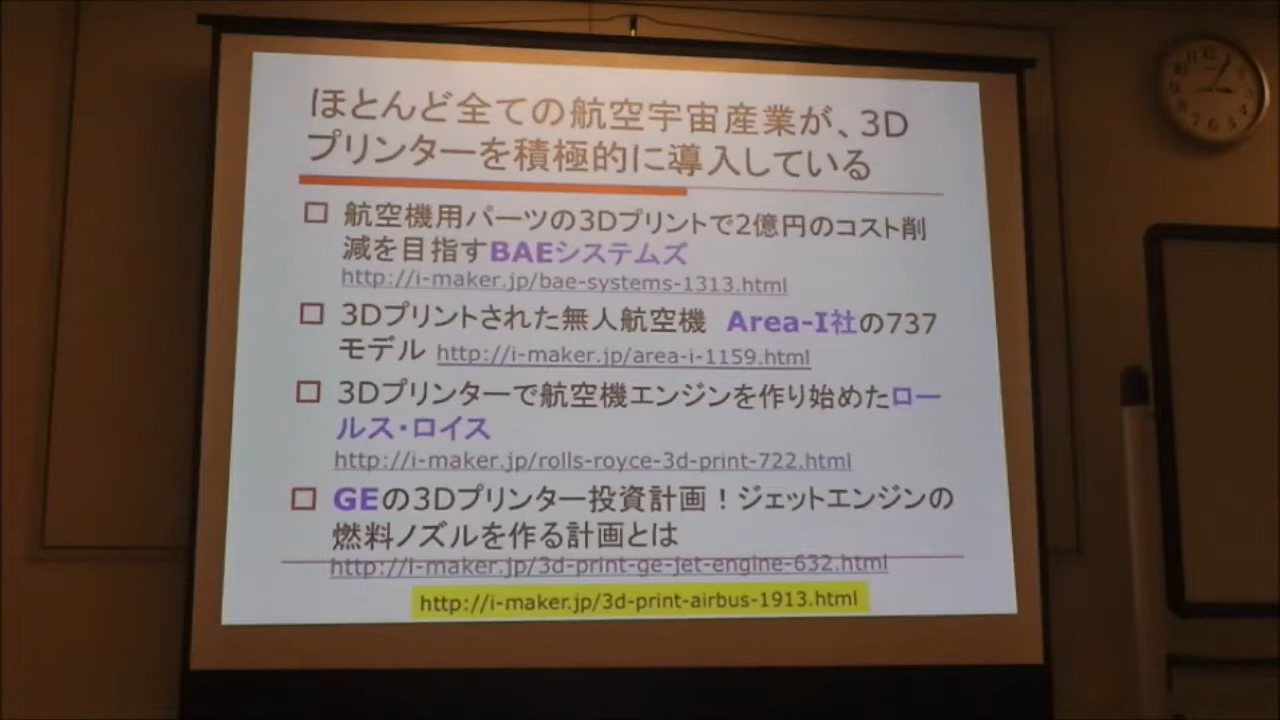 ほとんど全ての航空宇宙産業が、3D
プリンターを積極的に導入している
航空機用パーツの3Dプリントで2億円のコスト削
減を目指すBAEシステムズ
http://i-maker.jp/bae-systems-1313.html
3Dプリントされた無人航空機 Area-I社の737
モデル http://i-maker.jp/area-i-1159.html
3Dプリンターで航空機エンジンを作り始めたロー
ルス・ロイス
http://i-maker.jp/rolls-royce-3d-print-722.html
GEの3Dプリンター投資計画！ジェットエンジンの
燃料ノズルを作る計画とは
http://i-maker.jp/3d-print-ge-jet-engine-632.html
http://i-maker.jp/3d-print-airbus-1913.html